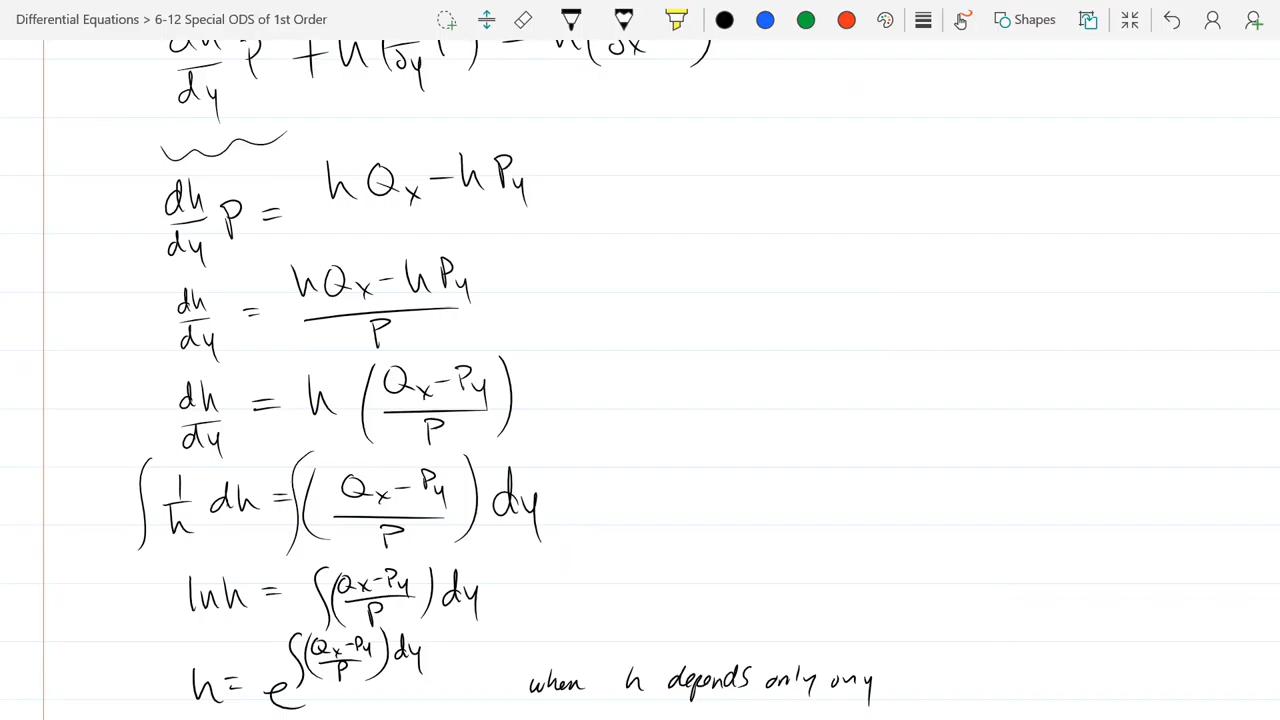 Differential Equations > 6-12 Special ODS of 1st Order
Shapes
dh/dy P + h(∂/∂y P) = h(∂x )
dh/dy P = hQx - hPy
dh/dy = (hQx - hPy)/P
dh/dy = h ((Qx - Py)/P)
∫ 1/h dh = ∫ ((Qx - Py)/P) dy
ln h = ∫ ((Qx - Py)/P) dy
h = e^∫((Qx - Py)/P) dy when h depends only on y